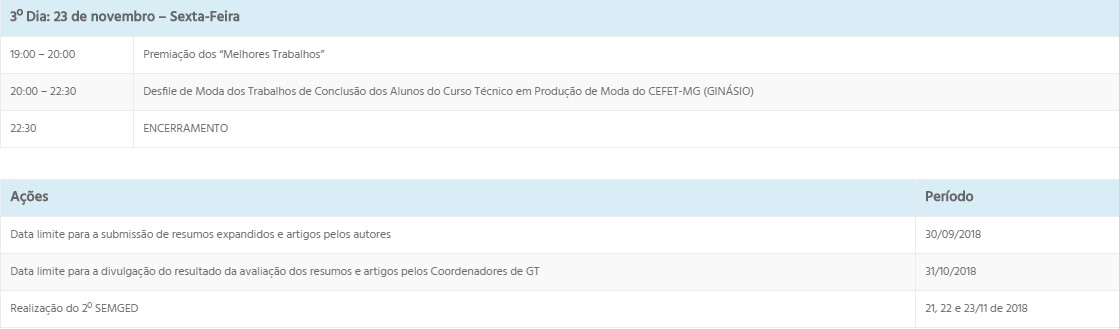 3º Dia: 23 de novembro – Sexta-Feira
19:00 – 20:00 Premiação dos “Melhores Trabalhos”
20:00 – 22:30 Desfile de Moda dos Trabalhos de Conclusão dos Alunos do Curso Técnico em Produção de Moda do CEFET-MG (GINÁSIO)
22:30 ENCERRAMENTO
Ações Período
Data limite para a submissão de resumos expandidos e artigos pelos autores 30/09/2018
Data limite para a divulgação do resultado da avaliação dos resumos e artigos pelos Coordenadores de GT 31/10/2018
Realização do 2º SEMGED 21, 22 e 23/11 de 2018